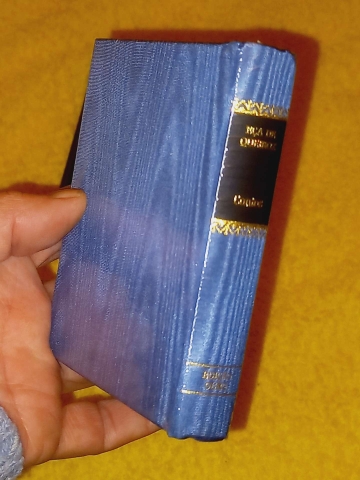 EÇA DE
QUEIROZ
Contos